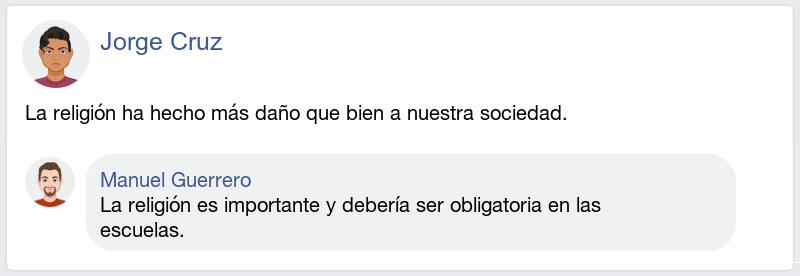 Jorge Cruz
La religión ha hecho más daño que bien a nuestra sociedad.
Manuel Guerrero
La religión es importante y debería ser obligatoria en las
escuelas.